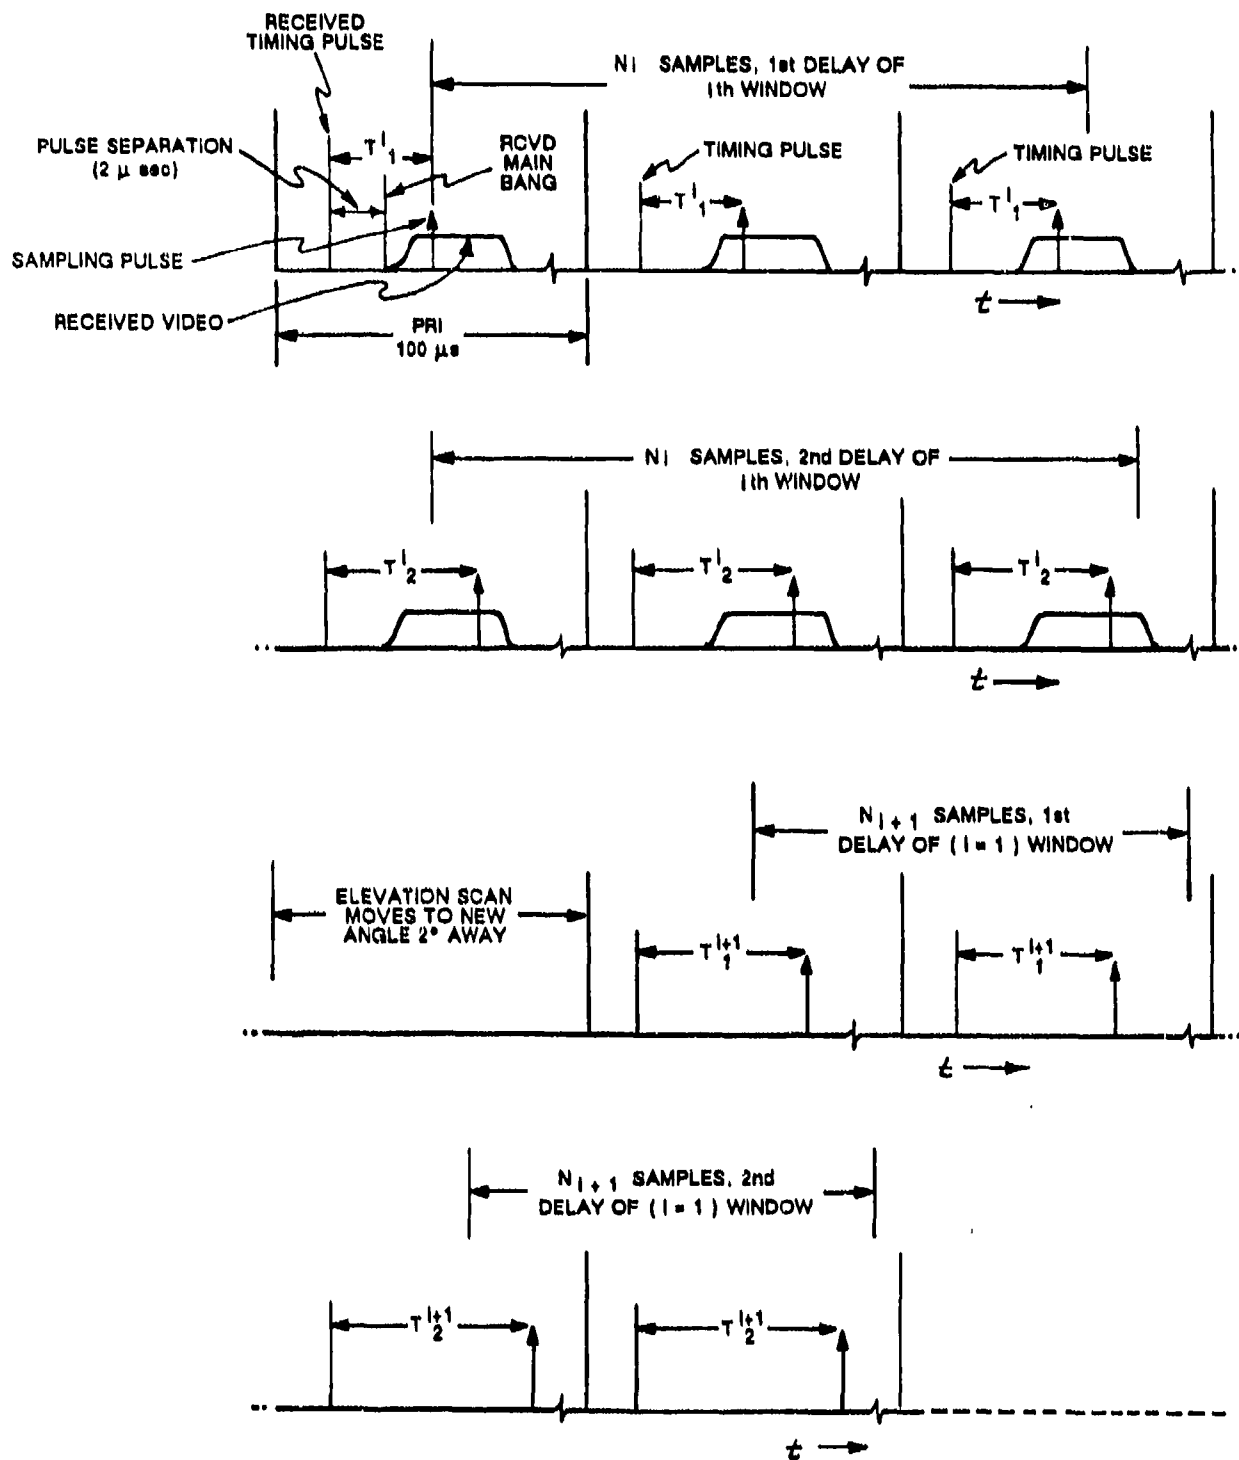 RECEIVED
TIMING PULSE
N i SAMPLES, 1st DELAY OF
ith WINDOW
PULSE SEPARATION
(2 μ sec)
T i 1
RCVD
MAIN
BANG
TIMING PULSE
TIMING PULSE
T i 1
T i 1
SAMPLING PULSE
RECEIVED VIDEO
PRI
100 μs
t
N i SAMPLES, 2nd DELAY OF
ith WINDOW
T i 2
T i 2
T i 2
t
N i + 1 SAMPLES, 1st
DELAY OF ( i = 1 ) WINDOW
ELEVATION SCAN
MOVES TO NEW
ANGLE 2° AWAY
T i+1 1
T i+1 1
t
N i + 1 SAMPLES, 2nd
DELAY OF ( i = 1 ) WINDOW
T i+1 2
T i+1 2
t